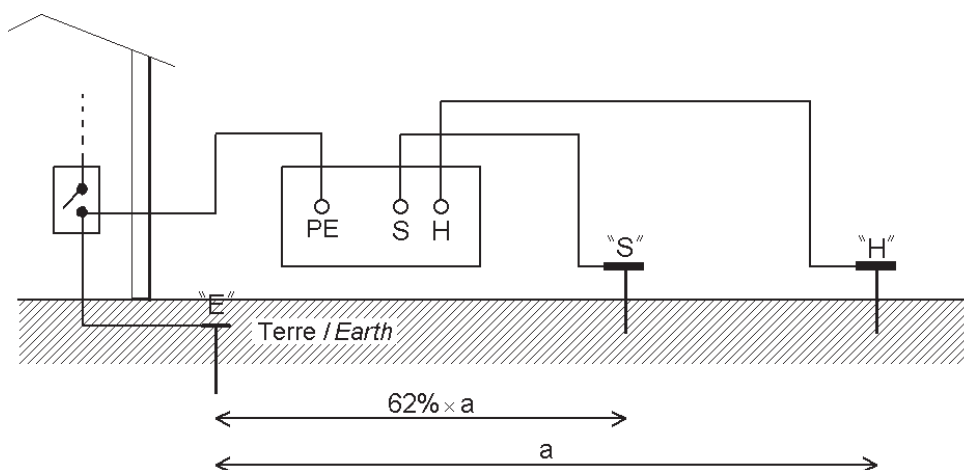 PE S H
"S" "H"
"E"
Terre / Earth
62% × a
a